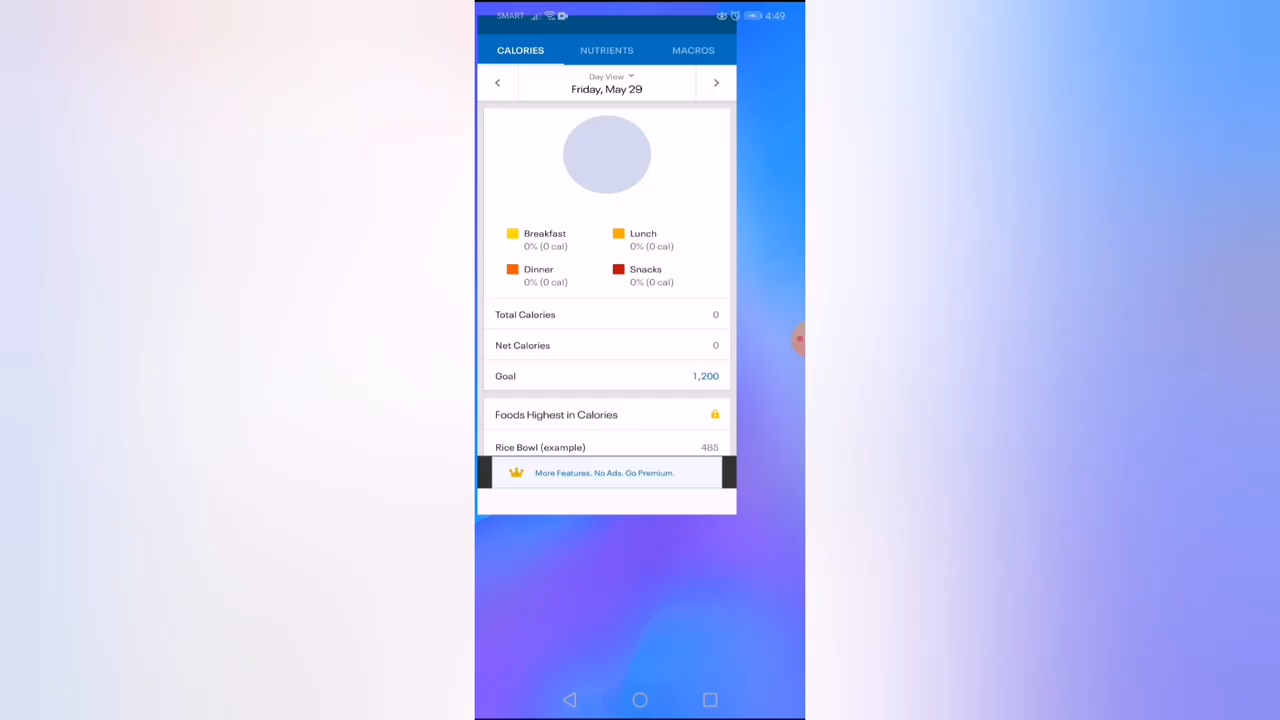 SMART 4:49
CALORIES NUTRIENTS MACROS
Day View
Friday, May 29
Breakfast Lunch
0% (0 cal) 0% (0 cal)
Dinner Snacks
0% (0 cal) 0% (0 cal)
Total Calories 0
Net Calories 0
Goal 1,200
Foods Highest in Calories
Rice Bowl (example) 485
More Features. No Ads. Go Premium.